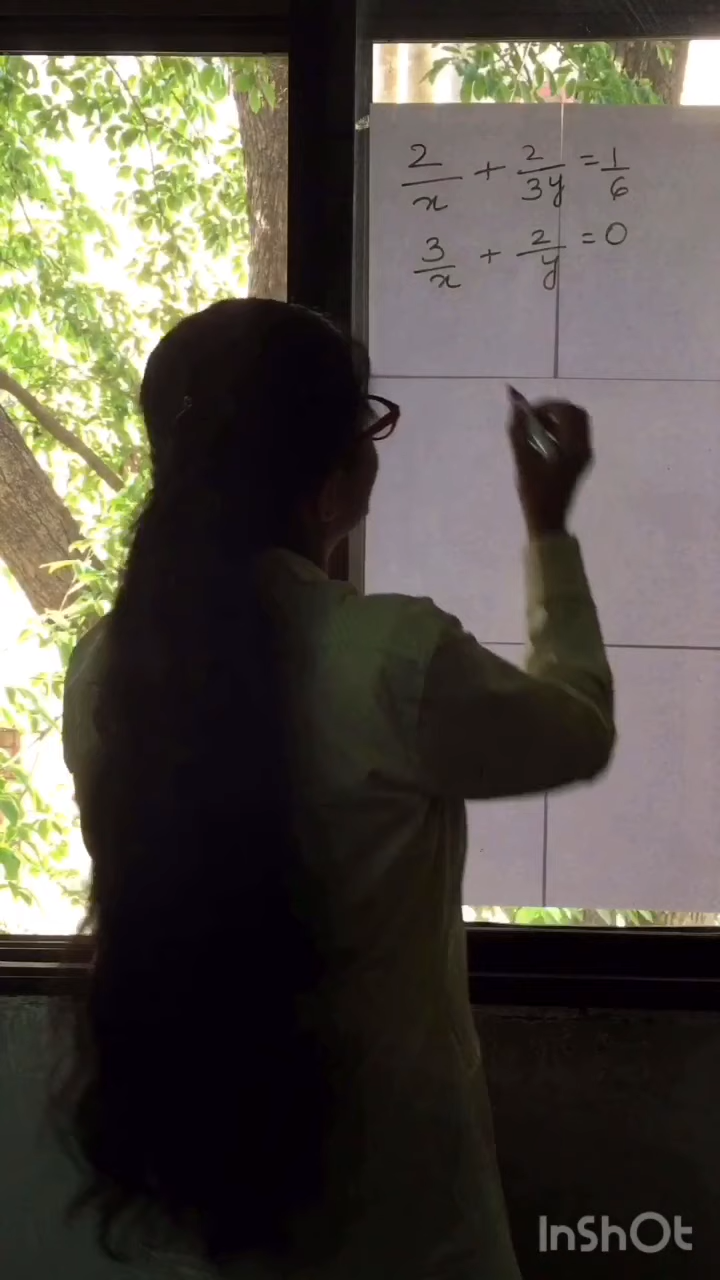 2/x + 2/3y = 1/6
3/x + 2/y = 0
InShOt